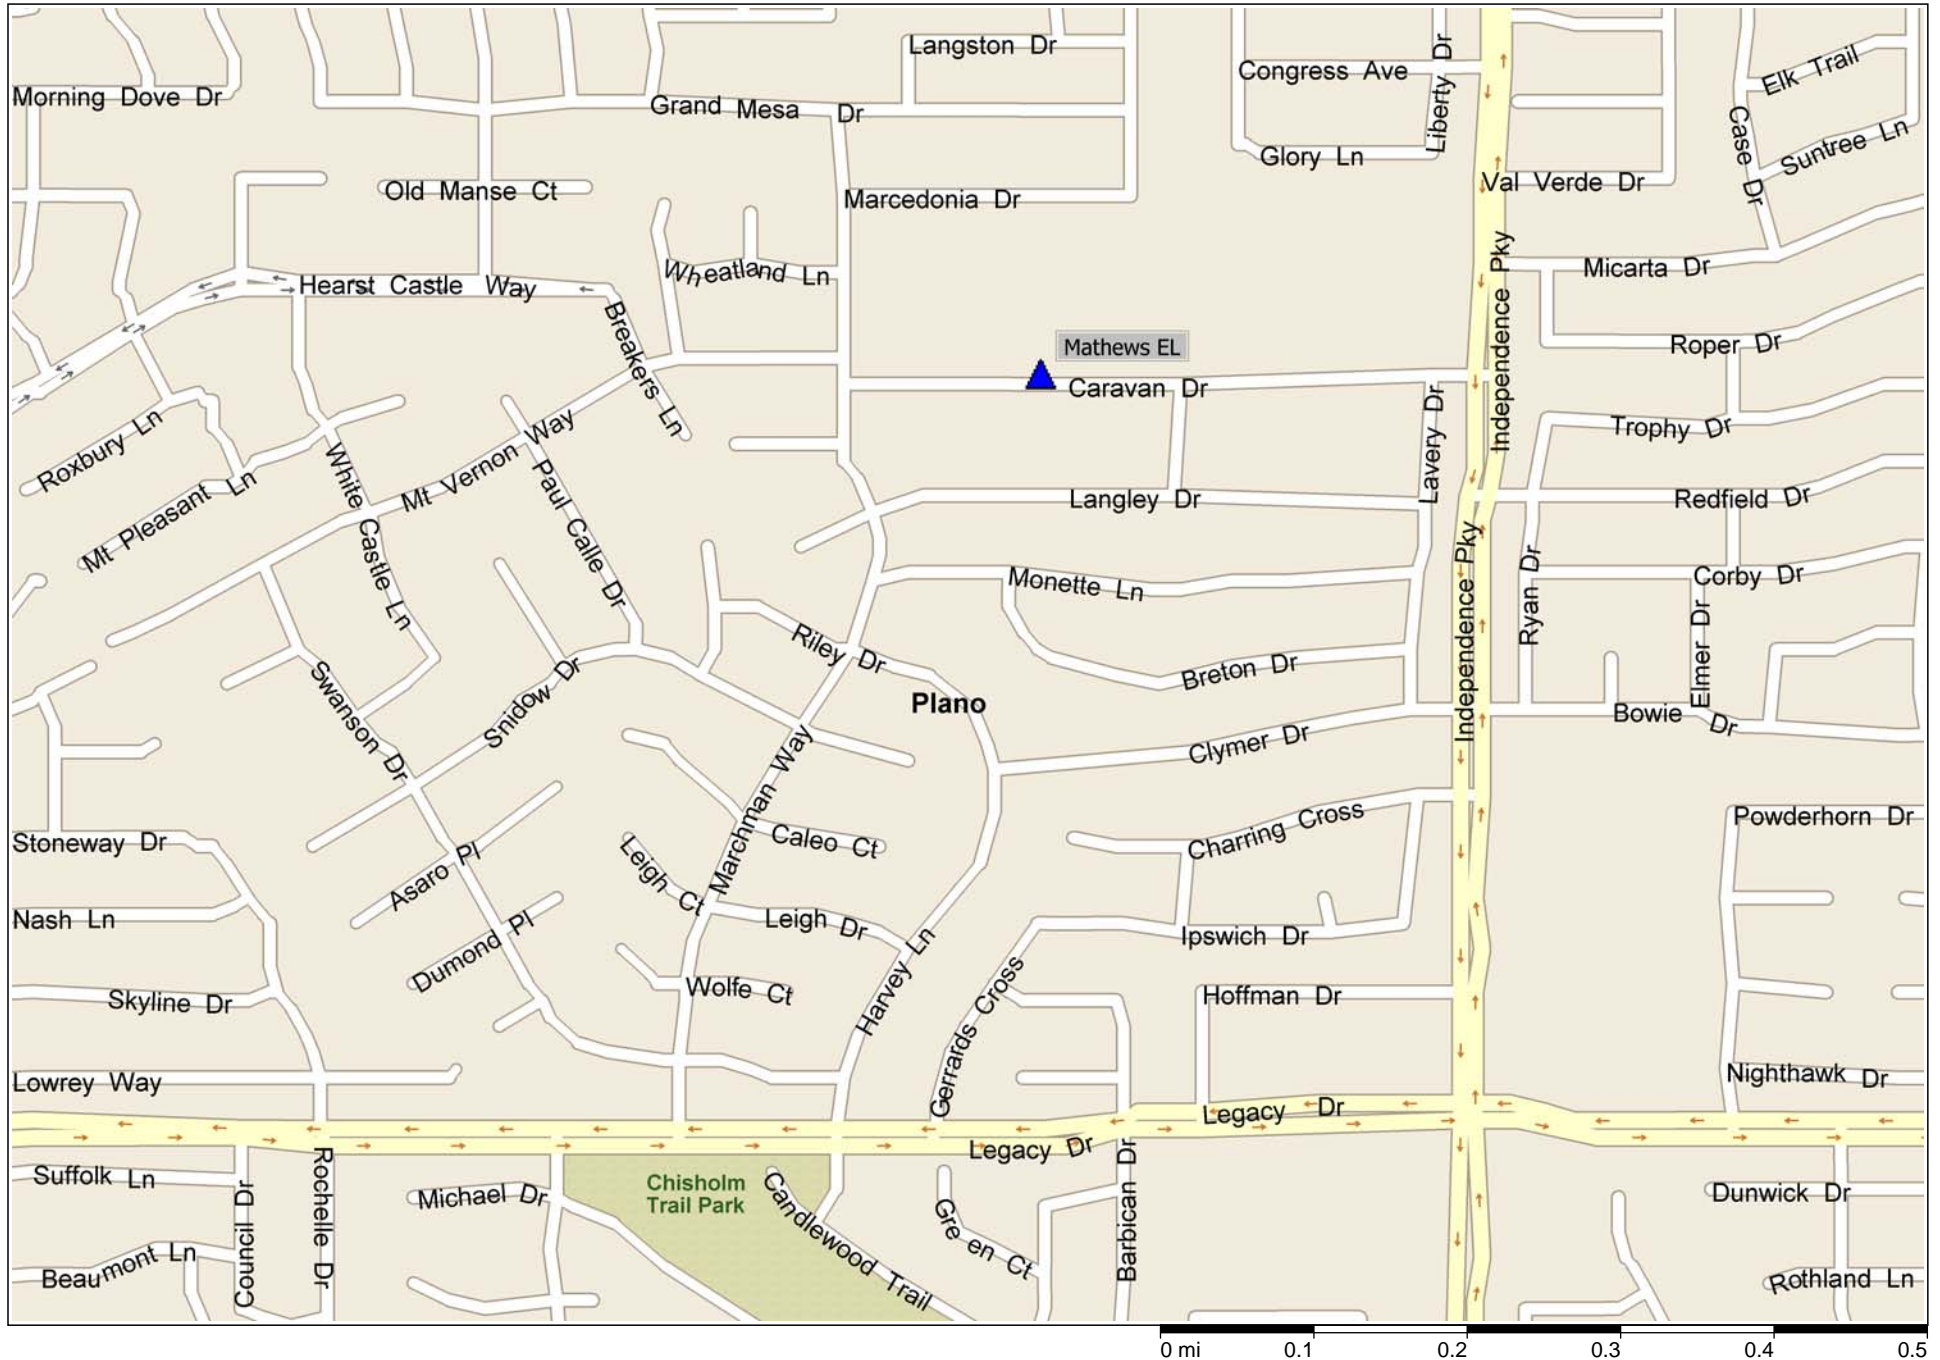 Langston Dr
Congress Ave
Liberty Dr
Elk Trail
Morning Dove Dr
Grand Mesa Dr
Case Dr
Suntree Ln
Glory Ln
Val Verde Dr
Old Manse Ct
Marcedonia Dr
Independence Pky
Wheatland Ln
Micarta Dr
Hearst Castle Way
Breakers Ln
Mathews EL
Roper Dr
Caravan Dr
Lavery Dr
Trophy Dr
Roxbury Ln
White Castle Ln
Mt Vernon Way
Paul Calle Dr
Mt Pleasant Ln
Langley Dr
Redfield Dr
Independence Pky
Ryan Dr
Monette Ln
Corby Dr
Elmer Dr
Riley Dr
Swanson Dr
Snidow Dr
Breton Dr
Plano
Bowie Dr
Clymer Dr
Marchman Way
Powderhorn Dr
Stoneway Dr
Charring Cross
Caleo Ct
Leigh Ct
Asaro Pl
Nash Ln
Leigh Dr
Ipswich Dr
Dumond Pl
Harvey Ln
Gerrards Cross
Skyline Dr
Wolfe Ct
Hoffman Dr
Lowrey Way
Nighthawk Dr
Legacy Dr
Legacy Dr
Suffolk Ln
Council Dr
Rochelle Dr
Michael Dr
Chisholm
Trail Park
Candlewood Trail
Gre en Ct
Barbican Dr
Dunwick Dr
Beaumont Ln
Rothland Ln
0 mi 0.1 0.2 0.3 0.4 0.5